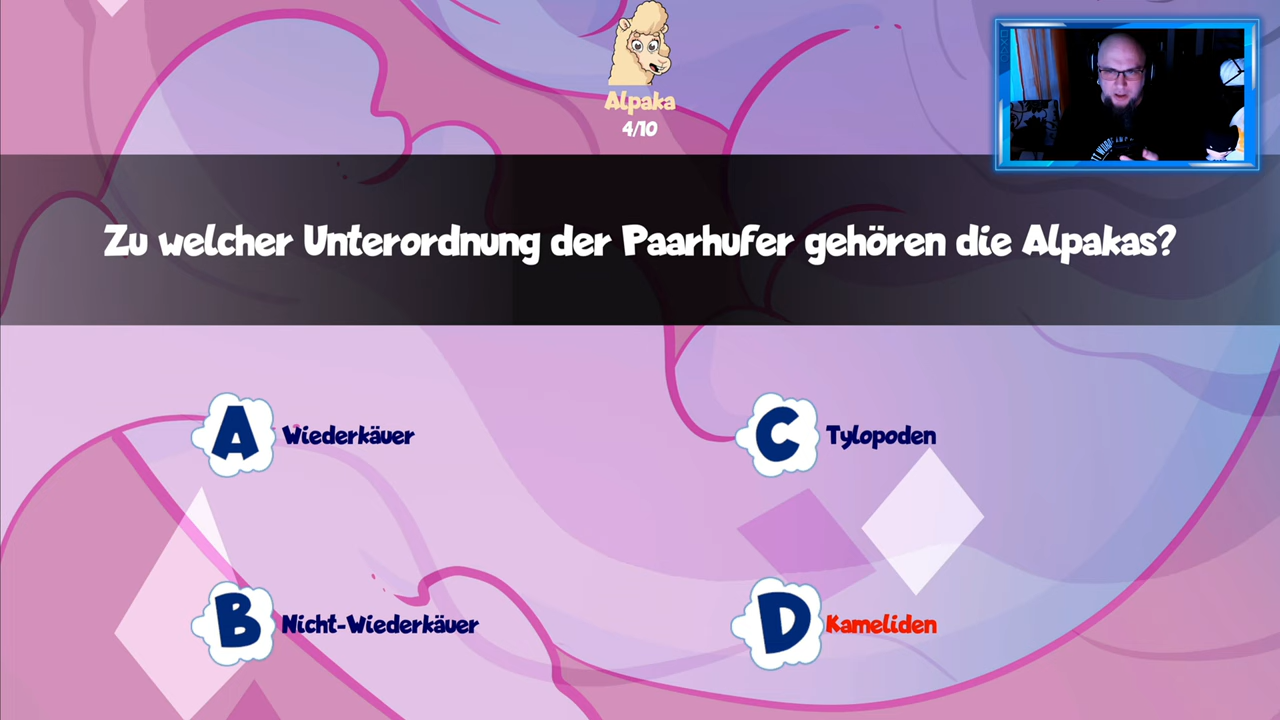 Alpaka
4/10
Zu welcher Unterordnung der Paarhufer gehören die Alpakas?
A Wiederkäuer
C Tylopoden
B Nicht-Wiederkäuer
D Kameliden